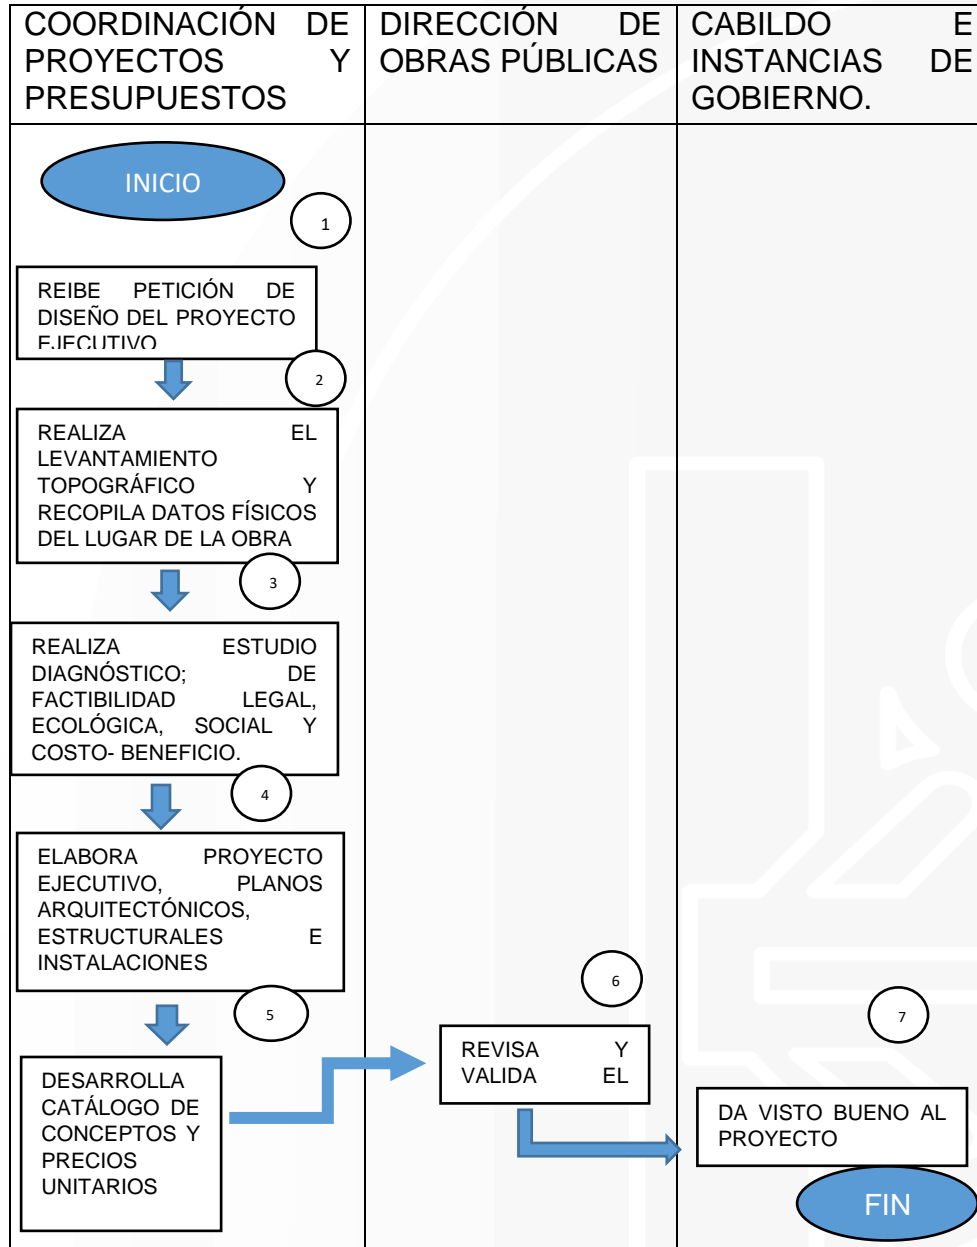 COORDINACIÓN DE
PROYECTOS Y
PRESUPUESTOS
DIRECCIÓN DE
OBRAS PÚBLICAS
CABILDO E
INSTANCIAS DE
GOBIERNO.
INICIO
1
REIBE PETICIÓN DE
DISEÑO DEL PROYECTO
EJECUTIVO
2
REALIZA EL
LEVANTAMIENTO
TOPOGRÁFICO Y
RECOPILA DATOS FÍSICOS
DEL LUGAR DE LA OBRA
3
REALIZA ESTUDIO
DIAGNÓSTICO; DE
FACTIBILIDAD LEGAL,
ECOLÓGICA, SOCIAL Y
COSTO- BENEFICIO.
4
ELABORA PROYECTO
EJECUTIVO, PLANOS
ARQUITECTÓNICOS,
ESTRUCTURALES E
INSTALACIONES
5
DESARROLLA
CATÁLOGO DE
CONCEPTOS Y
PRECIOS
UNITARIOS
6
REVISA Y
VALIDA EL
7
DA VISTO BUENO AL
PROYECTO
FIN